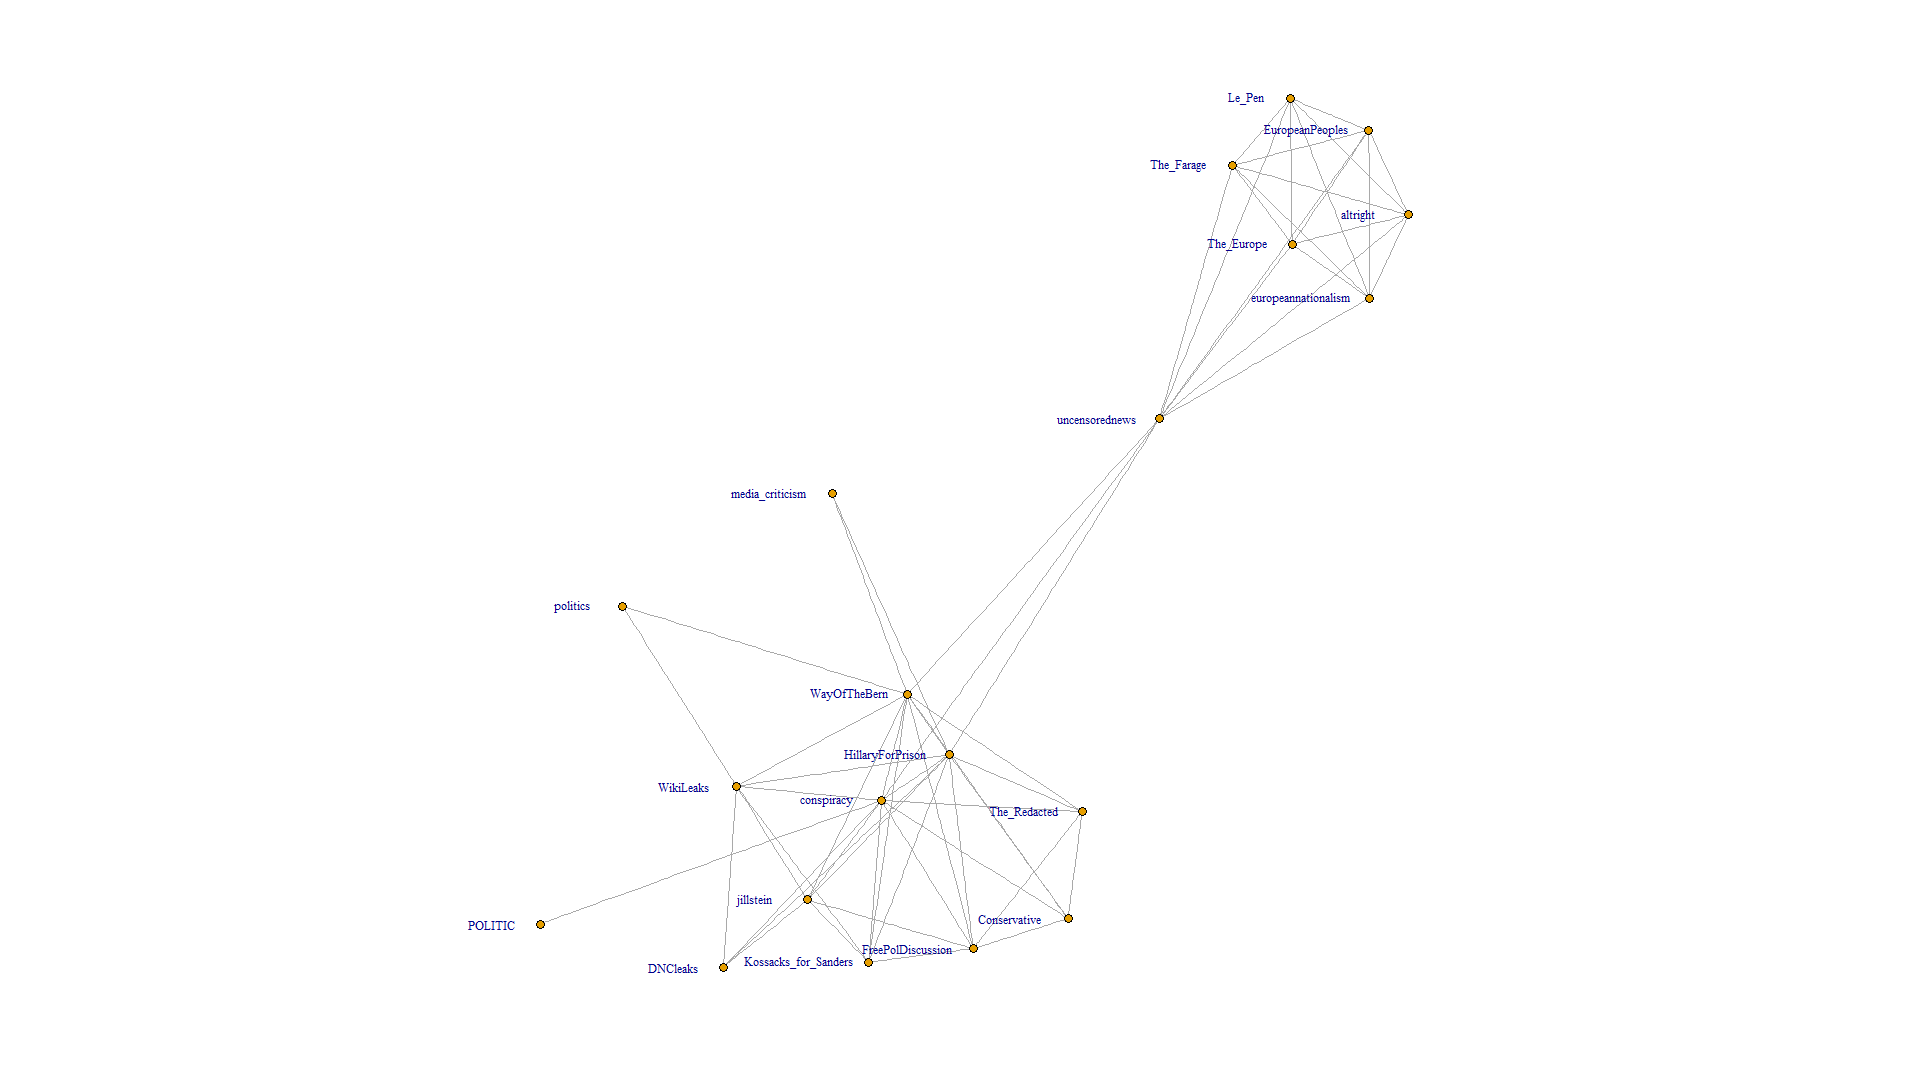 Le_Pen
EuropeanPeoples
The_Farage
altright
The_Europe
europeannationalism
uncensorednews
media_criticism
politics
WayOfTheBern
HillaryForPrison
WikiLeaks
conspiracy
The_Redacted
jillstein
Conservative
POLITIC
FreePolDiscussion
Kossacks_for_Sanders
DNCleaks